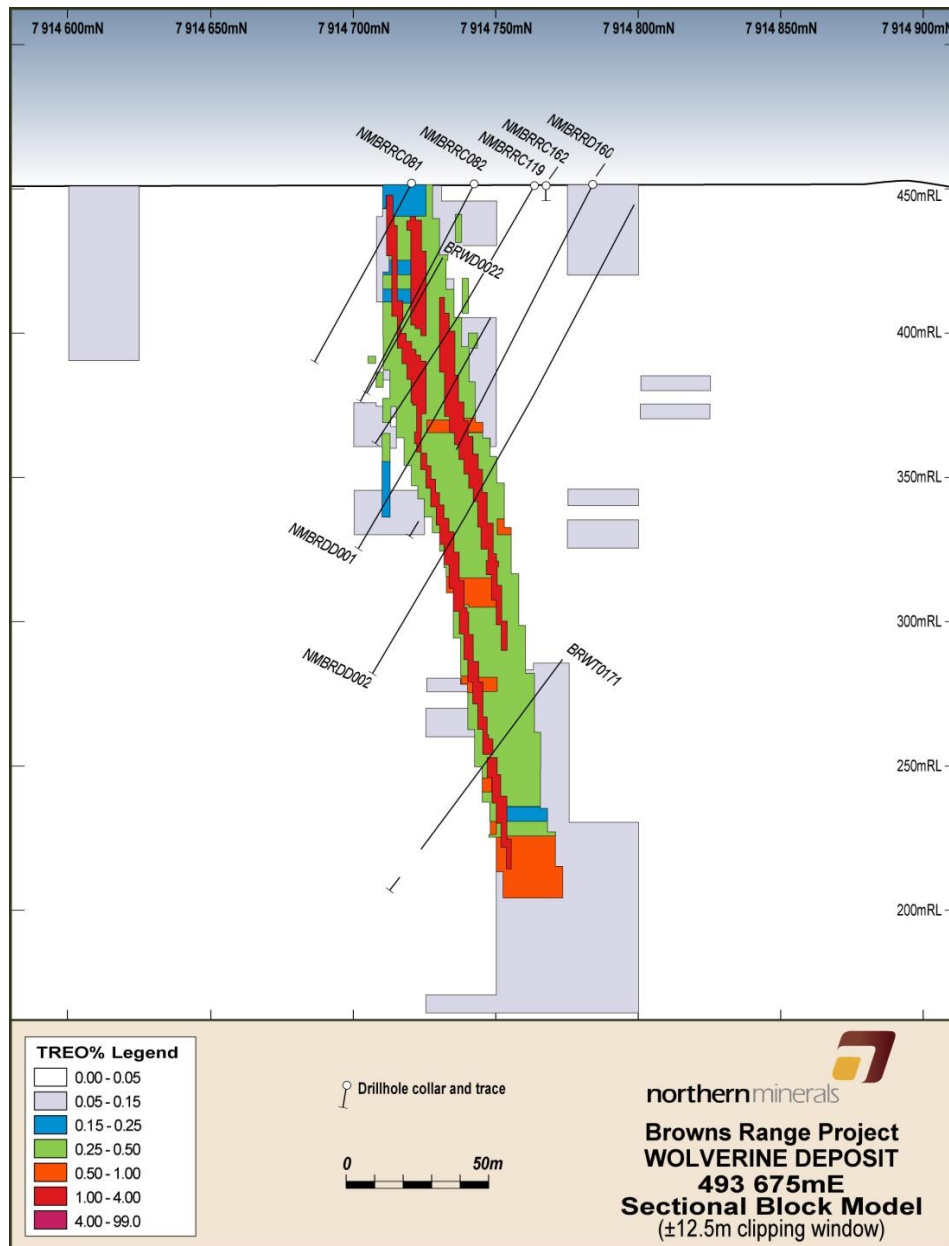 7 914 600mN 7 914 650mN 7 914 700mN 7 914 750mN 7 914 800mN 7 914 850mN 7 914 900mN
NMBRRC081
NMBRRC082
NMBRRC119
NMBRRC162
NMBRRD160
450mRL
BRWD0022
400mRL
350mRL
NMBRDD001
300mRL
NMBRDD002
BRWT0171
250mRL
200mRL
TREO% Legend
0.00 - 0.05
0.05 - 0.15
0.15 - 0.25
0.25 - 0.50
0.50 - 1.00
1.00 - 4.00
4.00 - 99.0
Drillhole collar and trace
0 50m
northernminerals
Browns Range Project
WOLVERINE DEPOSIT
493 675mE
Sectional Block Model
(±12.5m clipping window)